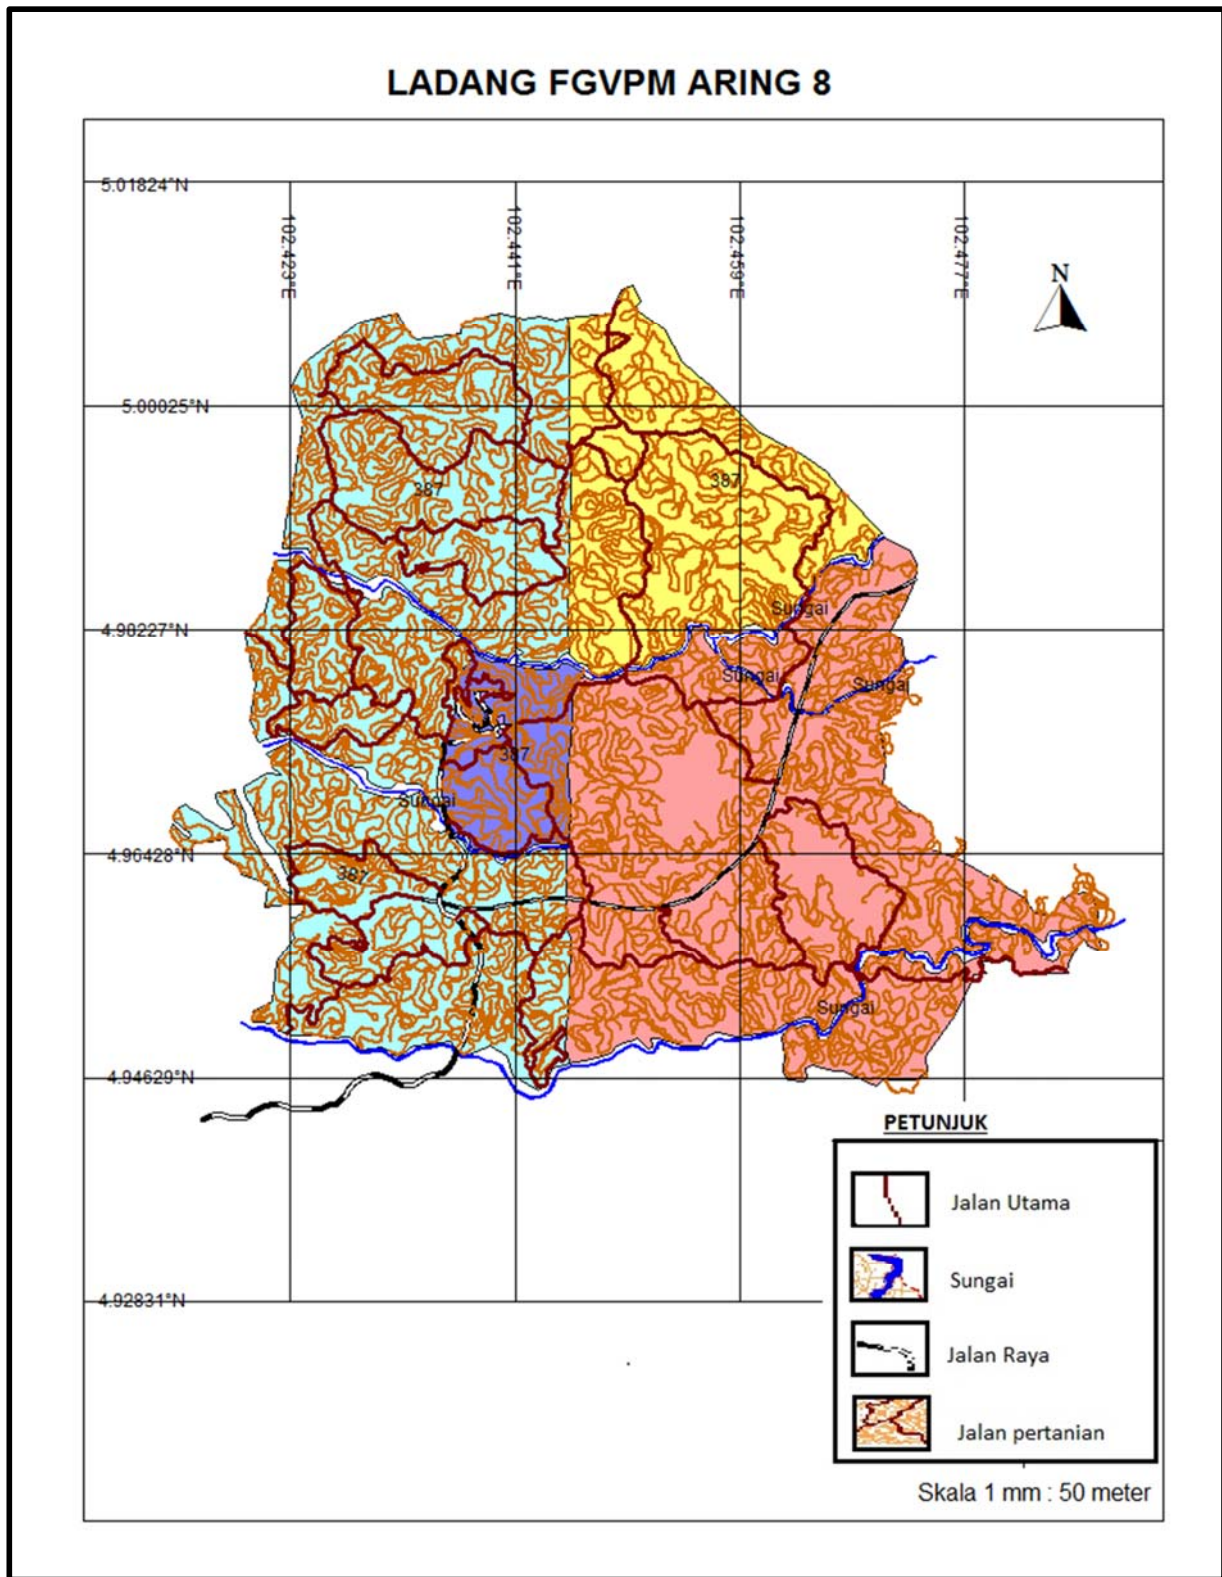 LADANG FGVPM ARING 8
5.01824°N
102.423°E
102.441°E
102.459°E
102.477°E
N
5.00025°N
387
387
4.98227°N
Sungai
Sungai
Sungai
387
Sungai
4.96428°N
387
Sungai
4.94629°N
PETUNJUK
Jalan Utama
Sungai
4.92831°N
Jalan Raya
Jalan pertanian
Skala 1 mm : 50 meter